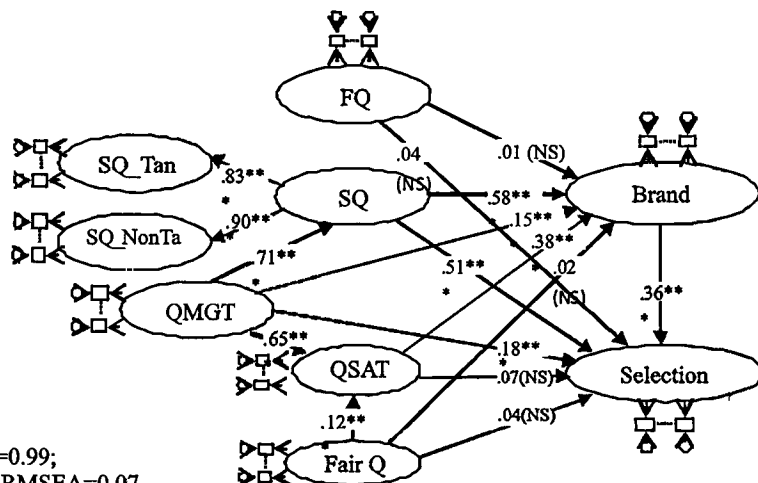 FQ
.04
(NS)
.01 (NS)
SQ_Tan
.83**
*
SQ
.58**
Brand
SQ_NonTa
.90**
*
.15**
*
.71**
.38**
*
.02
(NS)
.51**
*
.36**
*
QMGT
.65**
.18**
*
QSAT
.07(NS)
Selection
.12**
.04(NS)
Fair Q
=0.99;
RMSEA=0.07